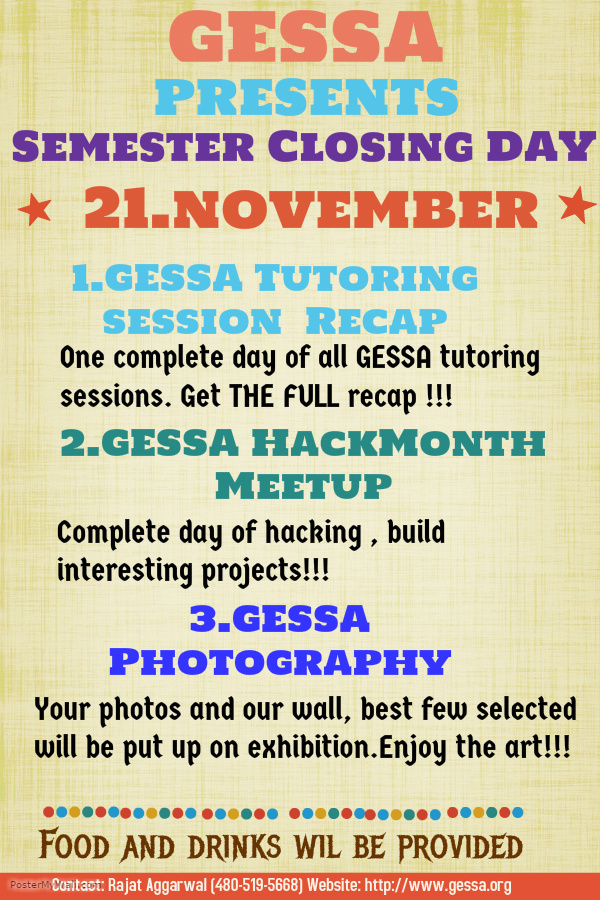 GESSA
PRESENTS
SEMESTER CLOSING DAY
21.NOVEMBER
1.GESSA TUTORING
SESSION RECAP
One complete day of all GESSA tutoring
sessions. Get THE FULL recap !!!
2.GESSA HACKMONTH
MEETUP
Complete day of hacking , build
interesting projects!!!
3.GESSA
PHOTOGRAPHY
Your photos and our wall, best few selected
will be put up on exhibition.Enjoy the art!!!
FOOD AND DRINKS WIL BE PROVIDED
Contact: Rajat Aggarwal (480-519-5668) Website: http://www.gessa.org